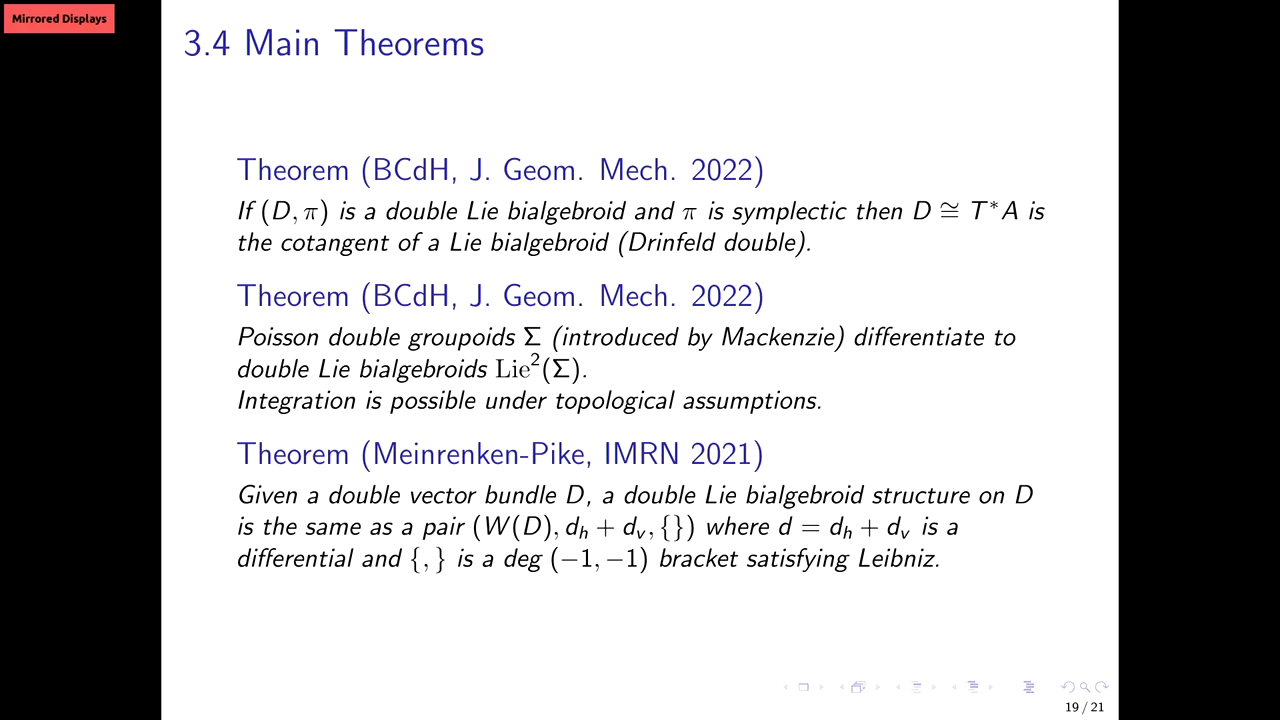 Mirrored Displays
3.4 Main Theorems
Theorem (BCdH, J. Geom. Mech. 2022)
If (D, π) is a double Lie bialgebroid and π is symplectic then D ≅ T*A is
the cotangent of a Lie bialgebroid (Drinfeld double).
Theorem (BCdH, J. Geom. Mech. 2022)
Poisson double groupoids Σ (introduced by Mackenzie) differentiate to
double Lie bialgebroids Lie²(Σ).
Integration is possible under topological assumptions.
Theorem (Meinrenken-Pike, IMRN 2021)
Given a double vector bundle D, a double Lie bialgebroid structure on D
is the same as a pair (W(D), dₕ + dᵥ, {}) where d = dₕ + dᵥ is a
differential and {, } is a deg (−1, −1) bracket satisfying Leibniz.
19 / 21